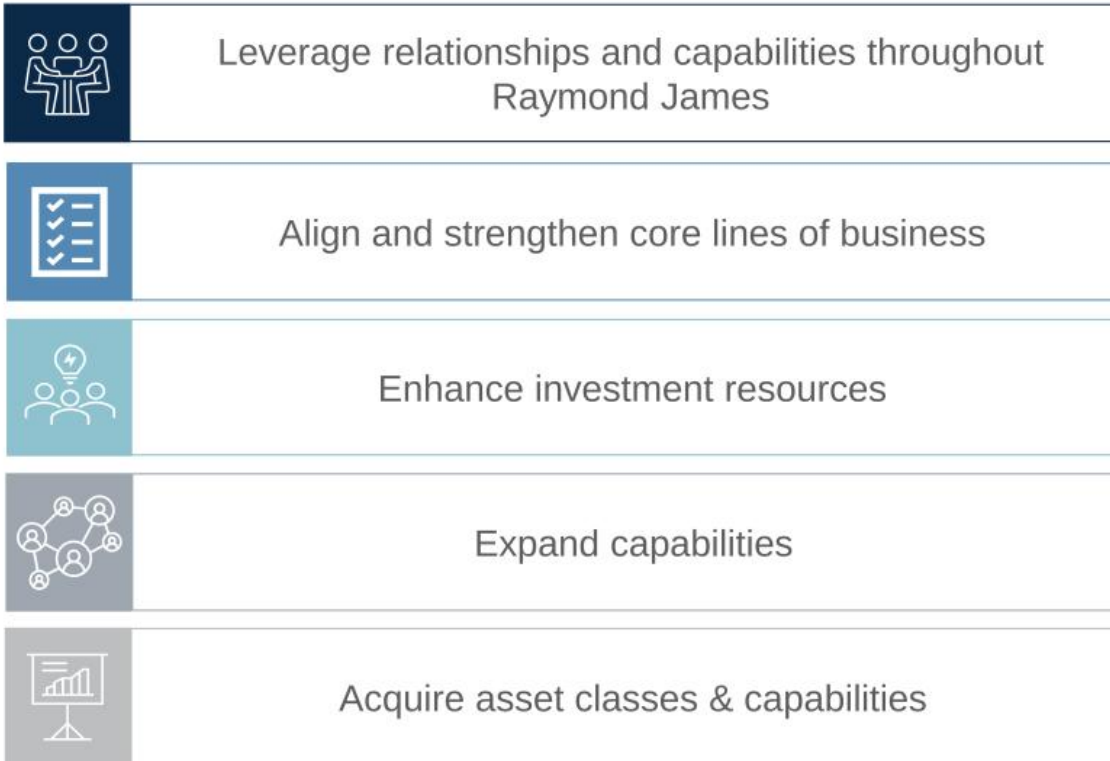 Leverage relationships and capabilities throughout
Raymond James
Align and strengthen core lines of business
Enhance investment resources
Expand capabilities
Acquire asset classes & capabilities